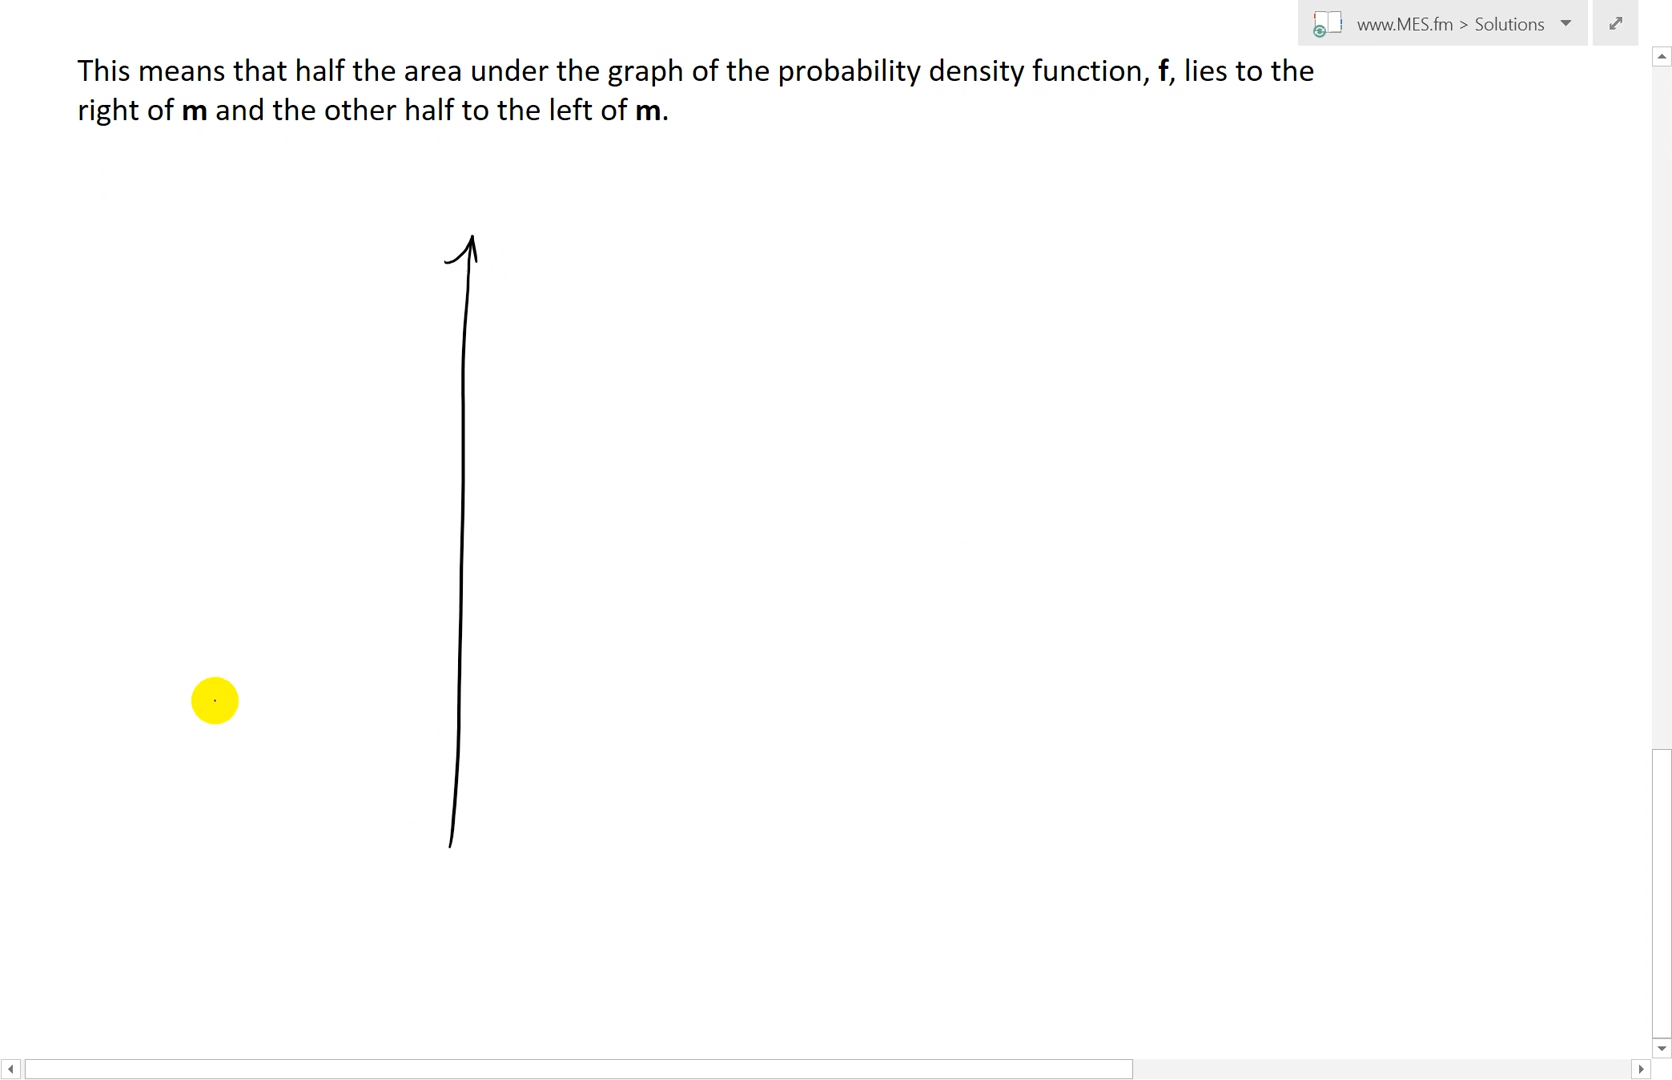 www.MES.fm > Solutions
This means that half the area under the graph of the probability density function, f, lies to the
right of m and the other half to the left of m.